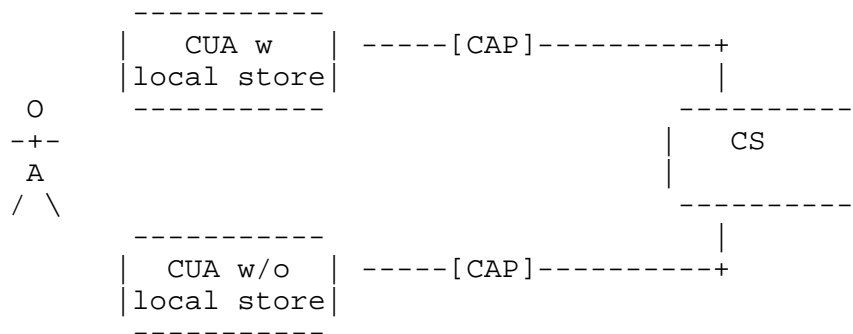 CUA w -----[CAP]----------+
local store
O
-+-
CS
A
/ \
CUA w/o -----[CAP]----------+
local store